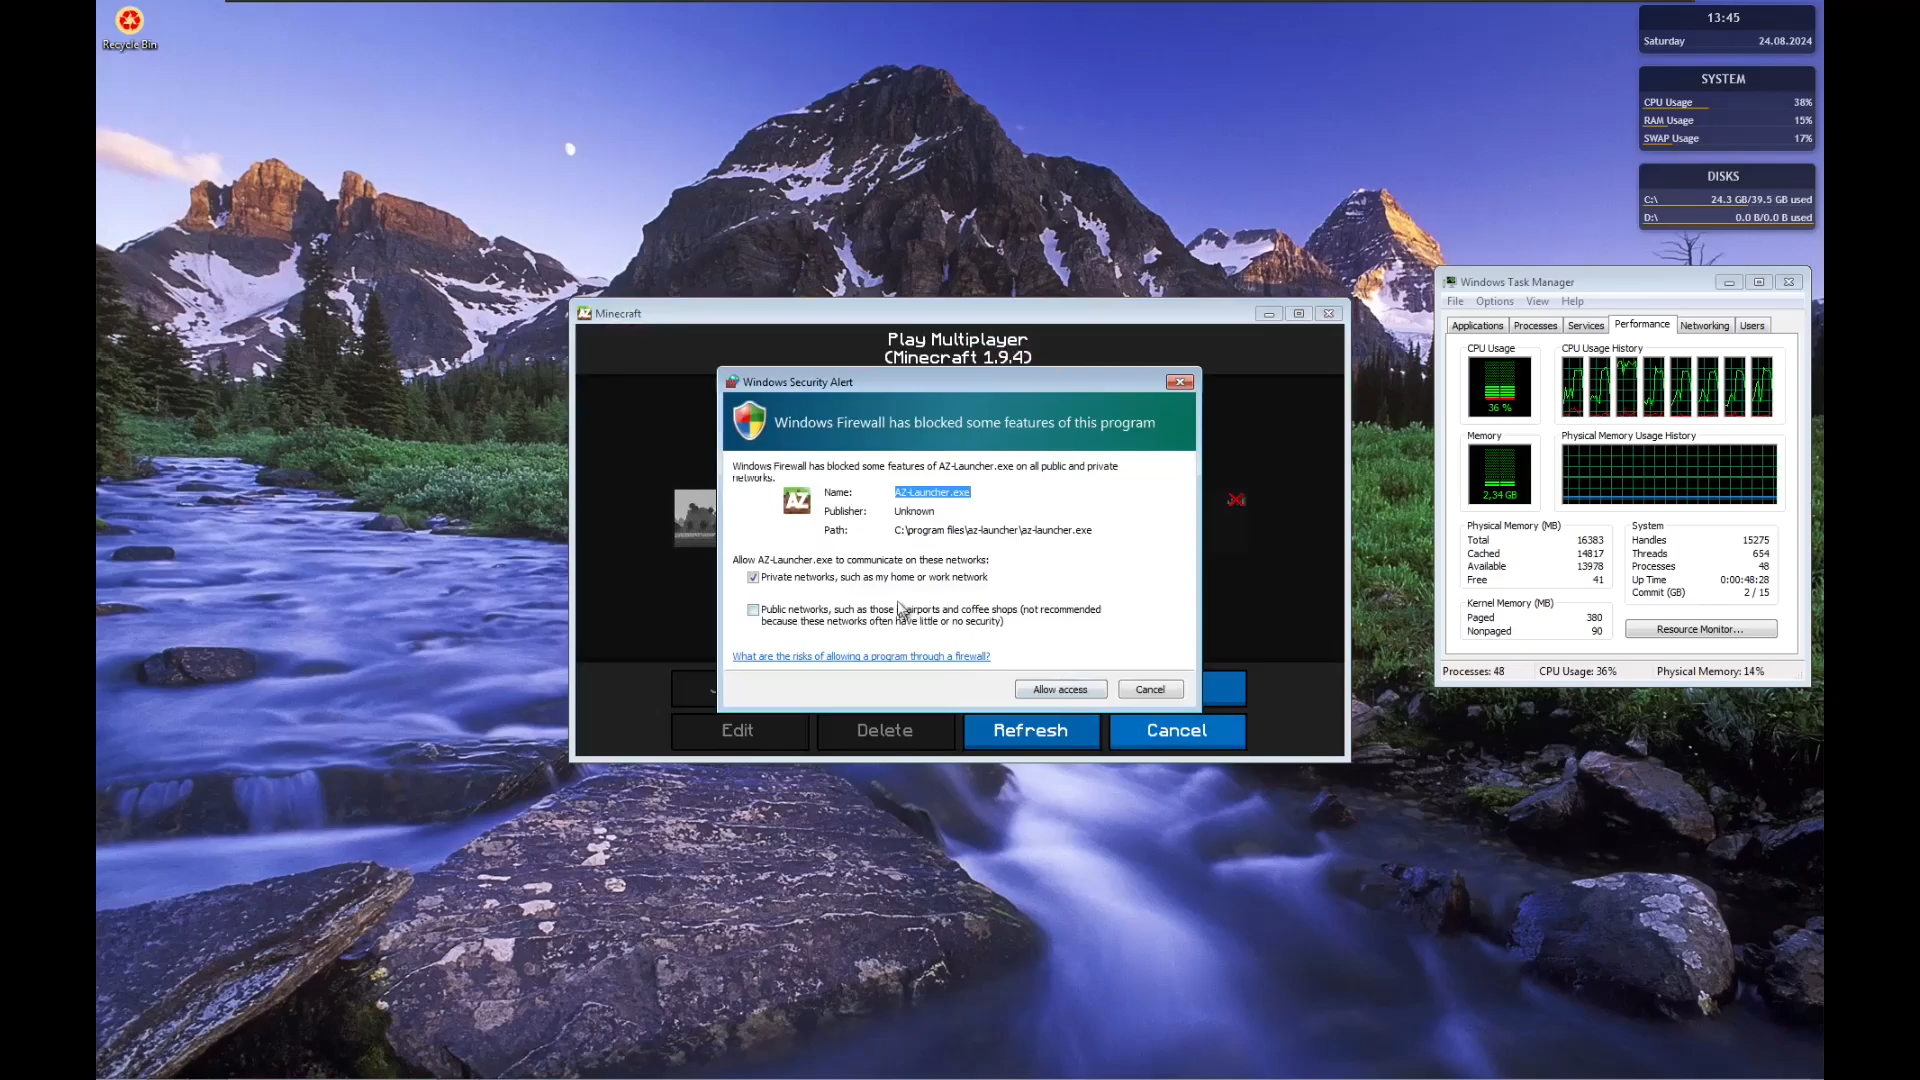 Recycle Bin
13:45
Saturday 24.08.2024
SYSTEM
CPU Usage 38%
RAM Usage 15%
SWAP Usage 17%
DISKS
C:\ 24.3 GB/39.5 GB used
D:\ 0.0 B/0.0 B used
AZ Minecraft
Play Multiplayer
(Minecraft 1.9.4)
Windows Security Alert
Windows Firewall has blocked some features of this program
Windows Firewall has blocked some features of AZ-Launcher.exe on all public and private
networks.
AZ
Name: AZ-Launcher.exe
Publisher: Unknown
Path: C:\program files\az-launcher\az-launcher.exe
Allow AZ-Launcher.exe to communicate on these networks:
Private networks, such as my home or work network
Public networks, such as those airports and coffee shops (not recommended
because these networks often have little or no security)
What are the risks of allowing a program through a firewall?
Allow access Cancel
Edit Delete Refresh Cancel
Windows Task Manager
File Options View Help
Applications Processes Services Performance Networking Users
CPU Usage CPU Usage History
36 %
Memory Physical Memory Usage History
2,34 GB
Physical Memory (MB)
Total 16383
Cached 14817
Available 13978
Free 41
Kernel Memory (MB)
Paged 380
Nonpaged 90
System
Handles 15275
Threads 654
Processes 48
Up Time 0:00:48:28
Commit (GB) 2 / 15
Resource Monitor...
Processes: 48 CPU Usage: 36% Physical Memory: 14%